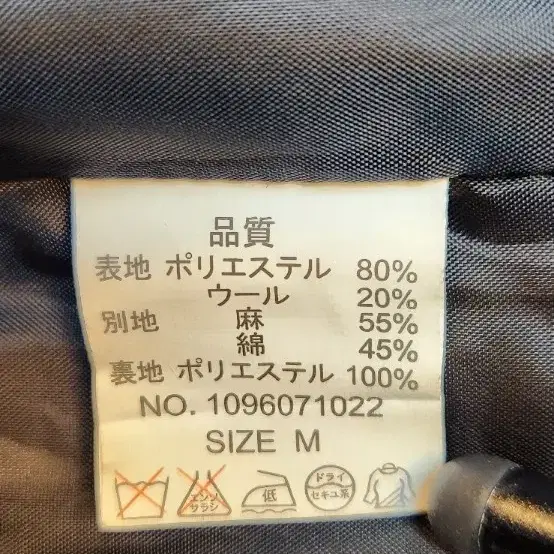 品質
表地 ポリエステル 80%
ウール 20%
別地 麻 55%
綿 45%
裏地 ポリエステル 100%
NO. 1096071022
SIZE M
エンソ サラシ
低
ドライ
セキユ系